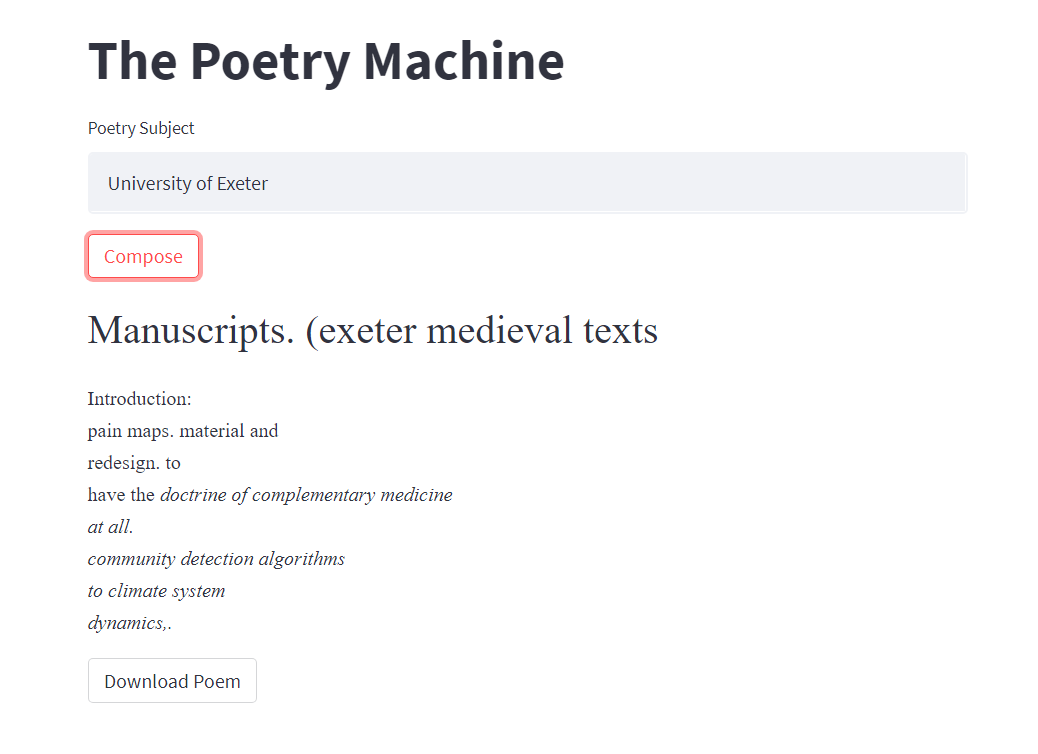 The Poetry Machine
Poetry Subject
University of Exeter
Compose
Manuscripts. (exeter medieval texts
Introduction:
pain maps. material and
redesign. to
have the doctrine of complementary medicine
at all.
community detection algorithms
to climate system
dynamics,.
Download Poem